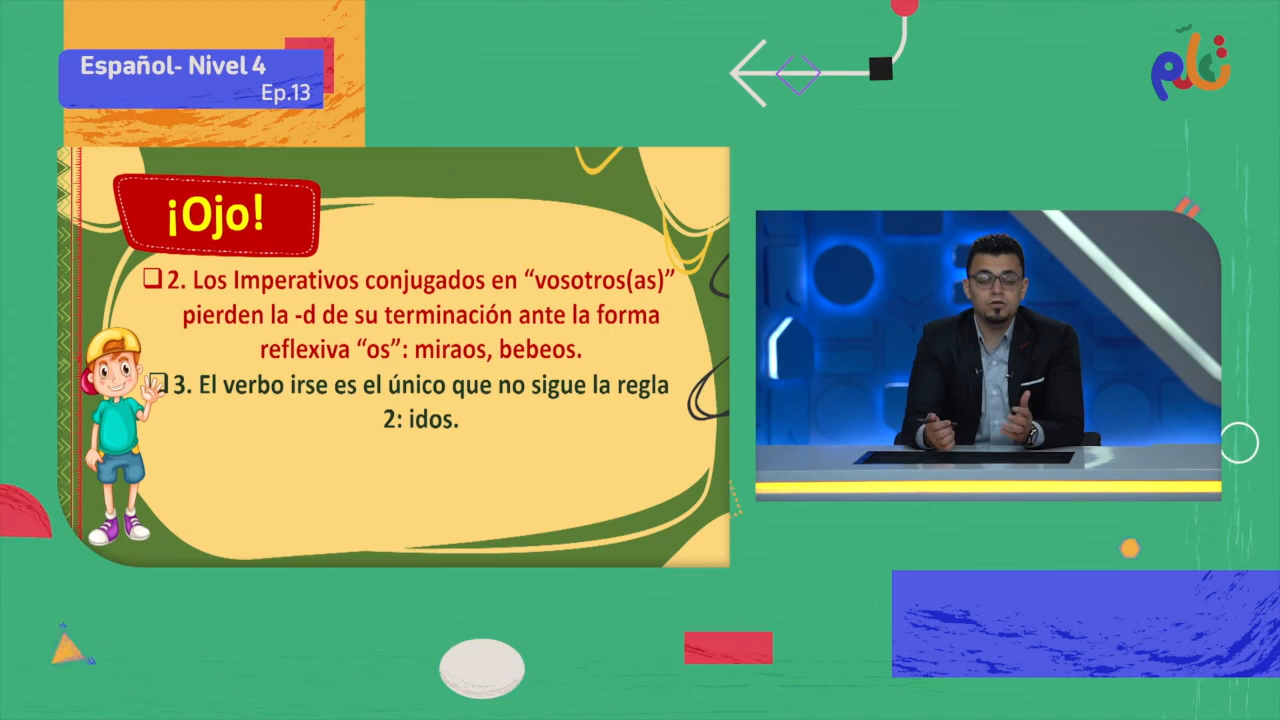 Español- Nivel 4
Ep.13
تعلم
¡Ojo!
❑2. Los Imperativos conjugados en “vosotros(as)”
pierden la -d de su terminación ante la forma
reflexiva “os”: miraos, bebeos.
❑3. El verbo irse es el único que no sigue la regla
2: idos.